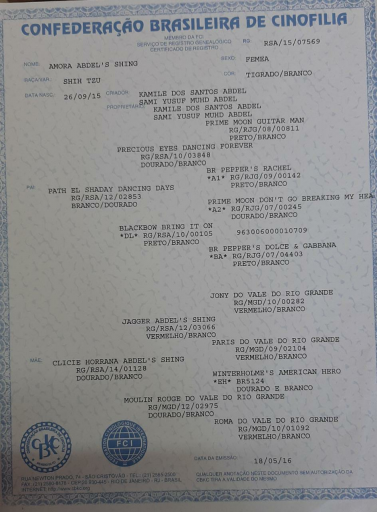 CONFEDERAÇÃO BRASILEIRA DE CINOFILIA
MEMBRO DA FCI
SERVIÇO DE REGISTRO GENEALÓGICO
CERTIFICADO DE REGISTRO
RG: RSA/15/07569
NOME: AMORA ABDEL'S SHING
SEXO: FEMEA
RAÇA/VAR.: SHIH TZU
COR: TIGRADO/BRANCO
DATA NASC.: 26/09/15
CRIADOR: KAMILE DOS SANTOS ABDEL
SAMI YUSUF MUHD ABDEL
PROPRIETÁRIO: KAMILE DOS SANTOS ABDEL
SAMI YUSUF MUHD ABDEL
PRIME MOON GUITAR MAN
RG/RJG/08/00811
PRETO/BRANCO
PRECIOUS EYES DANCING FOREVER
RG/RSA/10/03848
DOURADO/BRANCO
BR PEPPER'S RACHEL
*A1* RG/RJG/09/00142
PRETO/BRANCO
PAI: PATH EL SHADAY DANCING DAYS
RG/RSA/12/02853
BRANCO/DOURADO
PRIME MOON DON'T GO BREAKING MY HEA
*A2* RG/RJG/07/00245
DOURADO/BRANCO
BLACKBOW BRING IT ON
*DL* RG/RSA/10/00105
PRETO/BRANCO
963006000010709
BR PEPPER'S DOLCE & GABBANA
*BA* RG/RJG/07/04403
PRETO/BRANCO
JONY DO VALE DO RIO GRANDE
RG/MGD/10/00282
VERMELHO/BRANCO
JAGGER ABDEL'S SHING
RG/RSA/12/03066
VERMELHO/BRANCO
PARIS DO VALE DO RIO GRANDE
RG/MGD/09/02104
VERMELHO/BRANCO
MÃE: CLICIE HORRANA ABDEL'S SHING
RG/RSA/14/01128
DOURADO/BRANCO
WINTERHOLME'S AMERICAN HERO
*EH* BR5124
DOURADO E BRANCO
MOULIN ROUGE DO VALE DO RIO GRANDE
RG/MGD/12/02975
DOURADO/BRANCO
ROMA DO VALE DO RIO GRANDE
RG/MGD/10/01092
VERMELHO/BRANCO
CBKC
FCI
DATA DA EMISSÃO: 18/05/16
QUALQUER ANOTAÇÃO NESTE DOCUMENTO SEM AUTORIZAÇÃO DA
CBKC TIRA A VALIDADE DO MESMO